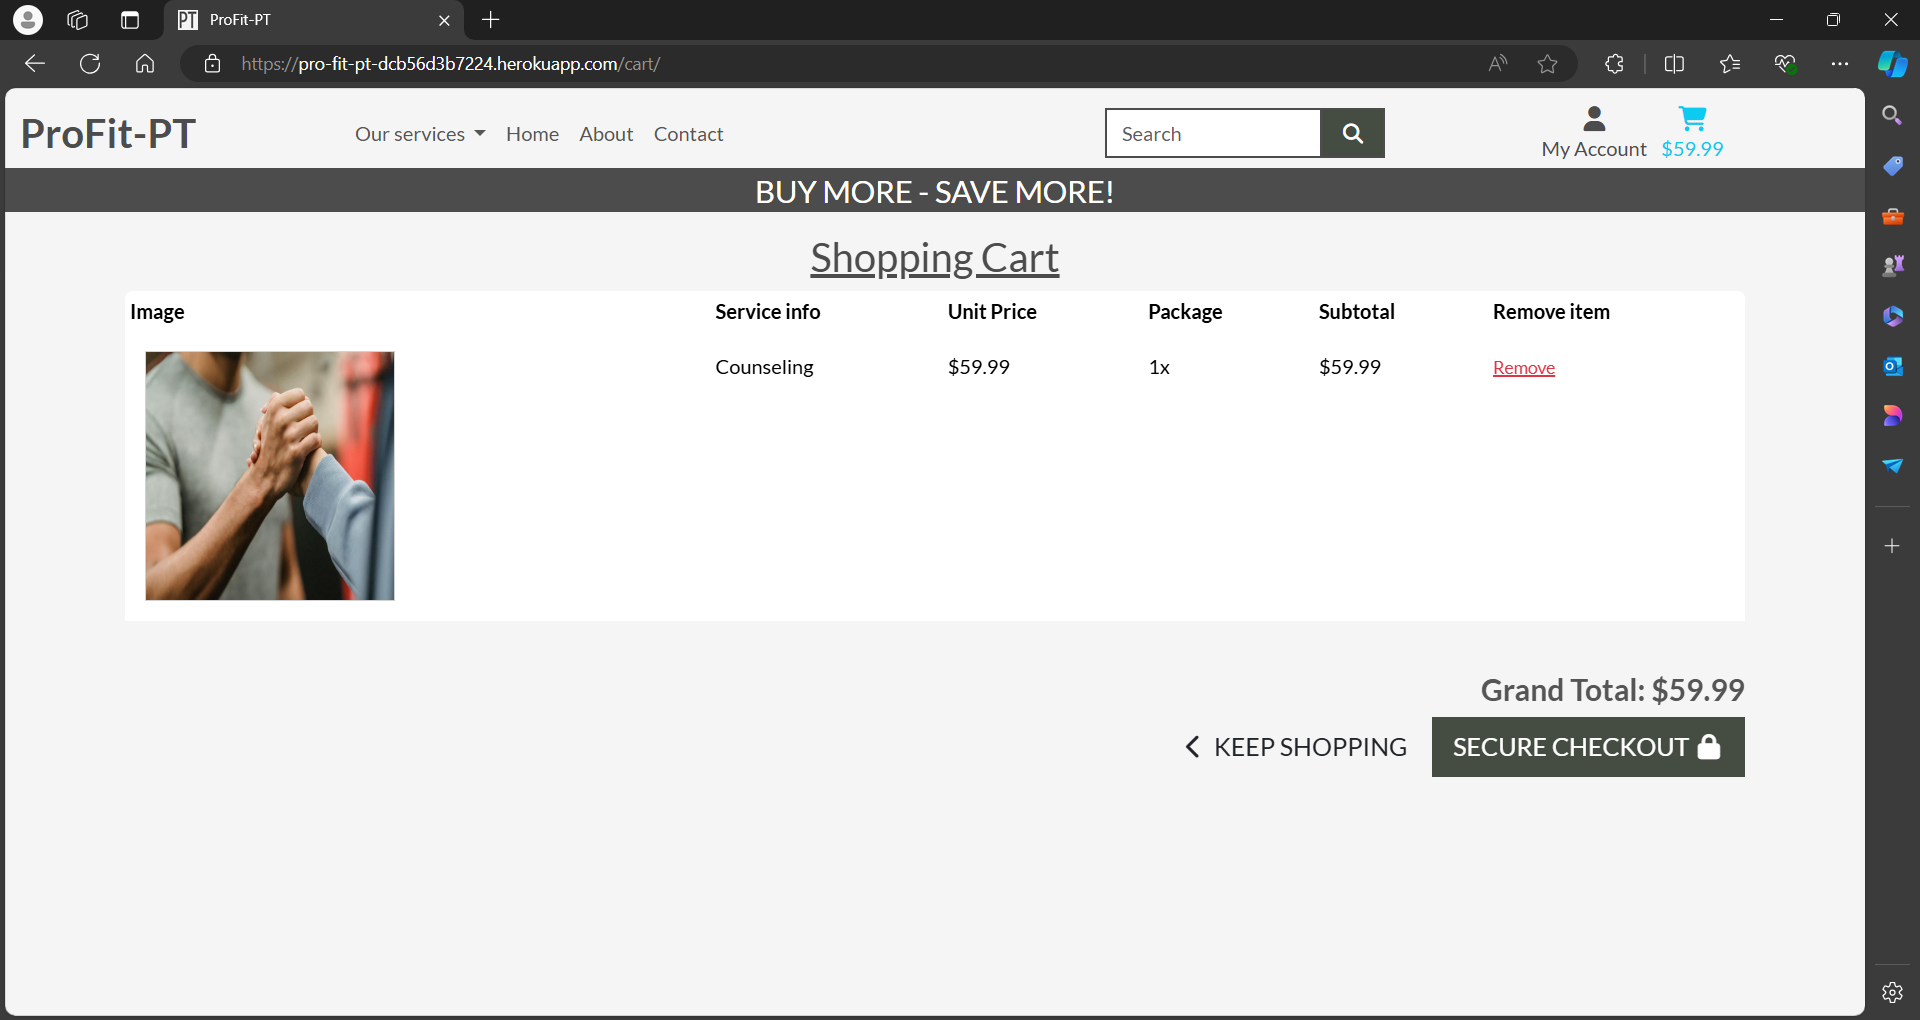 PT ProFit-PT
https://pro-fit-pt-dcb56d3b7224.herokuapp.com/cart/
ProFit-PT
Our services Home About Contact
Search
My Account $59.99
BUY MORE - SAVE MORE!
Shopping Cart
Image Service info Unit Price Package Subtotal Remove item
Counseling $59.99 1x $59.99 Remove
Grand Total: $59.99
KEEP SHOPPING SECURE CHECKOUT